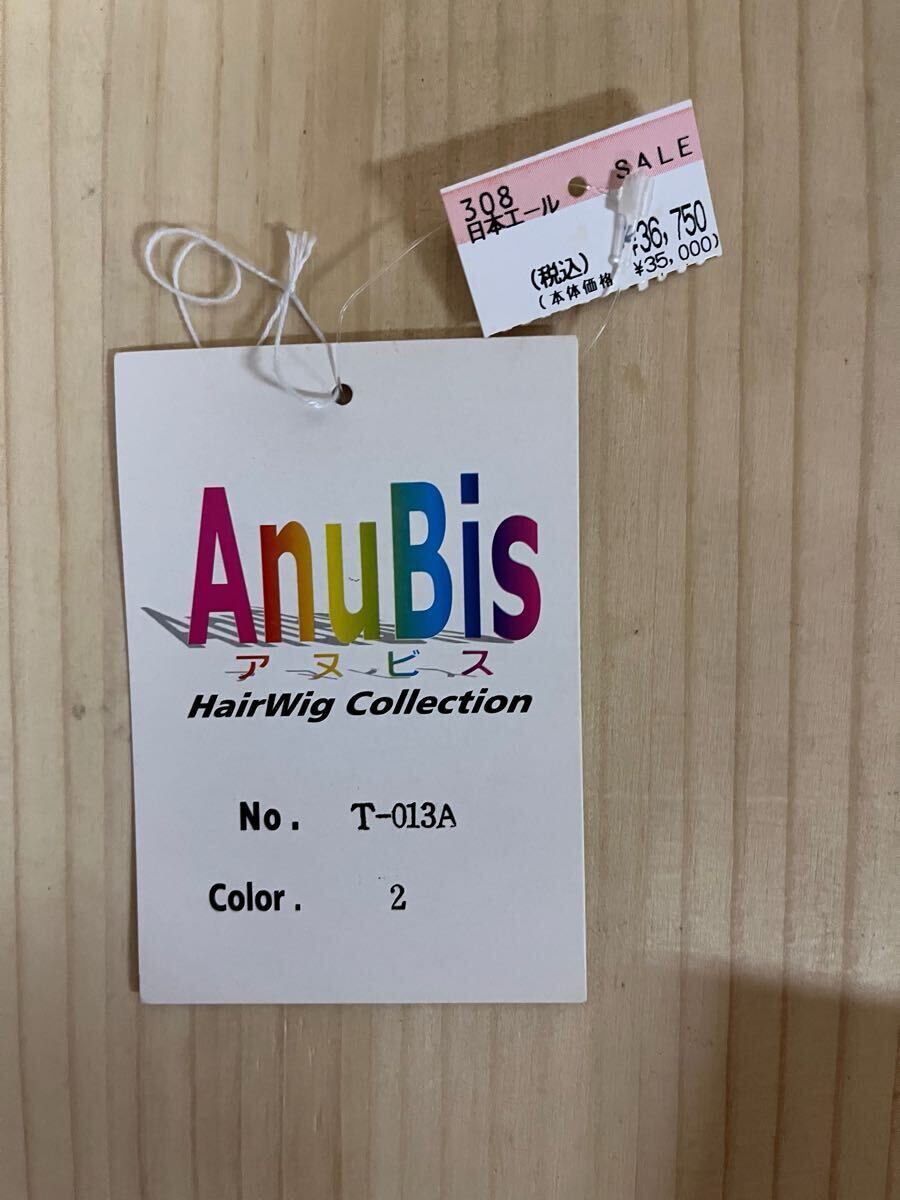 308 SALE
日本エール
¥36,750
(税込)
(本体価格 ¥35,000)
AnuBis
アヌビス
HairWig Collection
No. T-013A
Color. 2